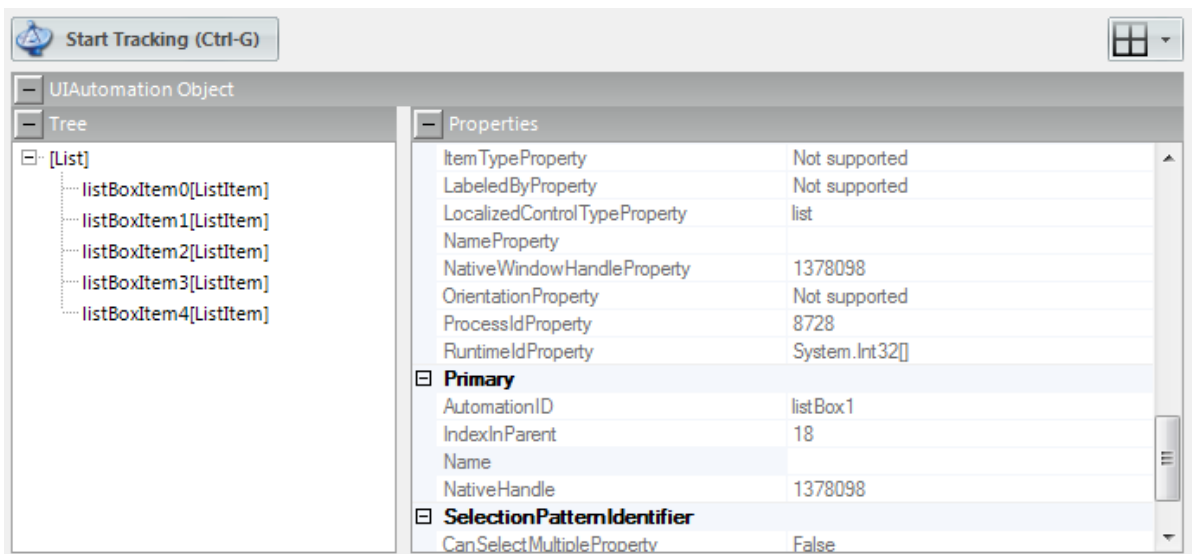 Start Tracking (Ctrl-G)
UIAutomation Object
Tree
[List]
listBoxItem0[ListItem]
listBoxItem1[ListItem]
listBoxItem2[ListItem]
listBoxItem3[ListItem]
listBoxItem4[ListItem]
Properties
ItemTypeProperty Not supported
LabeledByProperty Not supported
LocalizedControlTypeProperty list
NameProperty
NativeWindowHandleProperty 1378098
OrientationProperty Not supported
ProcessIdProperty 8728
RuntimeIdProperty System.Int32[]
Primary
AutomationID listBox1
IndexInParent 18
Name
NativeHandle 1378098
SelectionPatternIdentifier
CanSelectMultipleProperty False